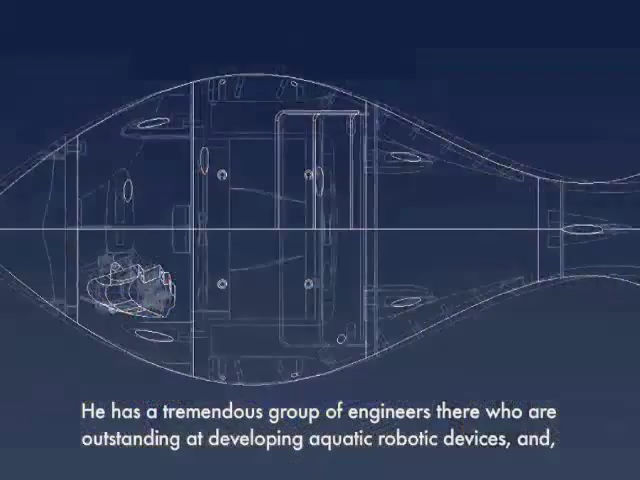 He has a tremendous group of engineers there who are
outstanding at developing aquatic robotic devices, and,